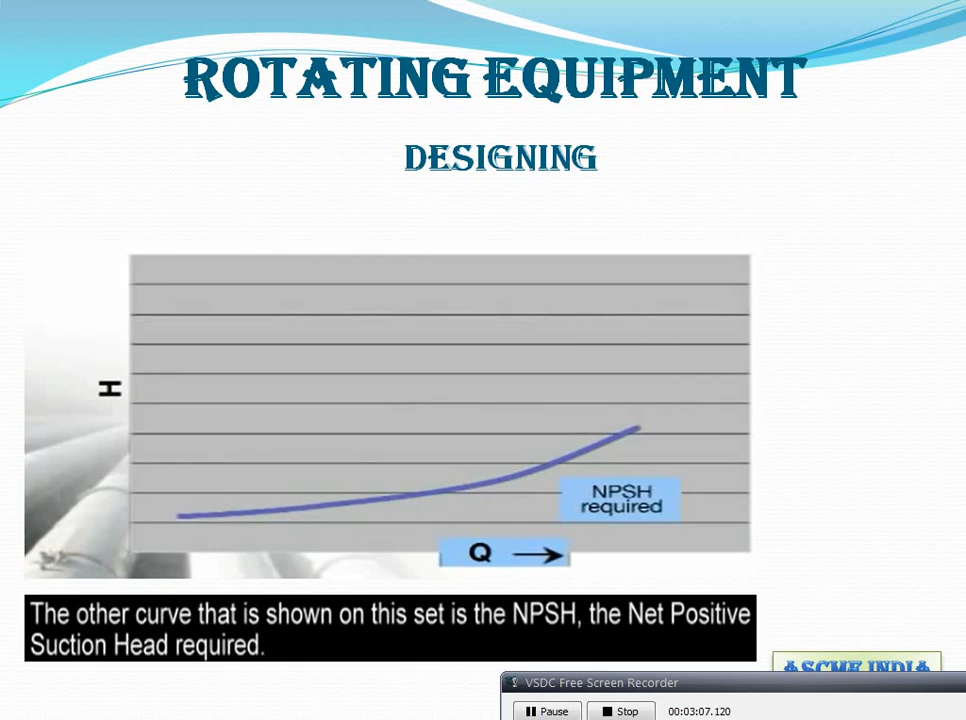 ROTATING EQUIPMENT
DESIGNING
H
NPSH
required
Q
The other curve that is shown on this set is the NPSH, the Net Positive
Suction Head required.
ASCME INDIA
VSDC Free Screen Recorder
Pause
Stop
00:03:07.120